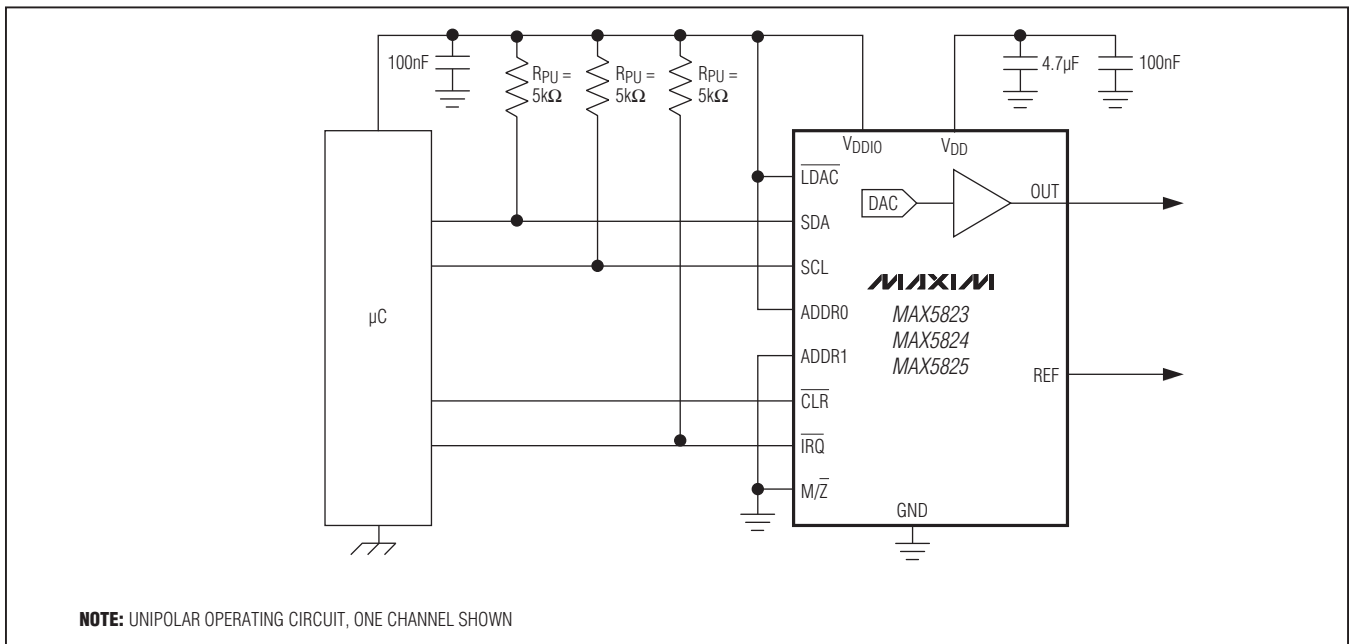 100nF
RPU =
5kΩ
RPU =
5kΩ
RPU =
5kΩ
4.7µF
100nF
VDDIO
VDD
LDAC
DAC
OUT
SDA
SCL
MAXIM
µC
ADDR0
MAX5823
MAX5824
MAX5825
ADDR1
REF
CLR
IRQ
M/Z
GND
NOTE: UNIPOLAR OPERATING CIRCUIT, ONE CHANNEL SHOWN